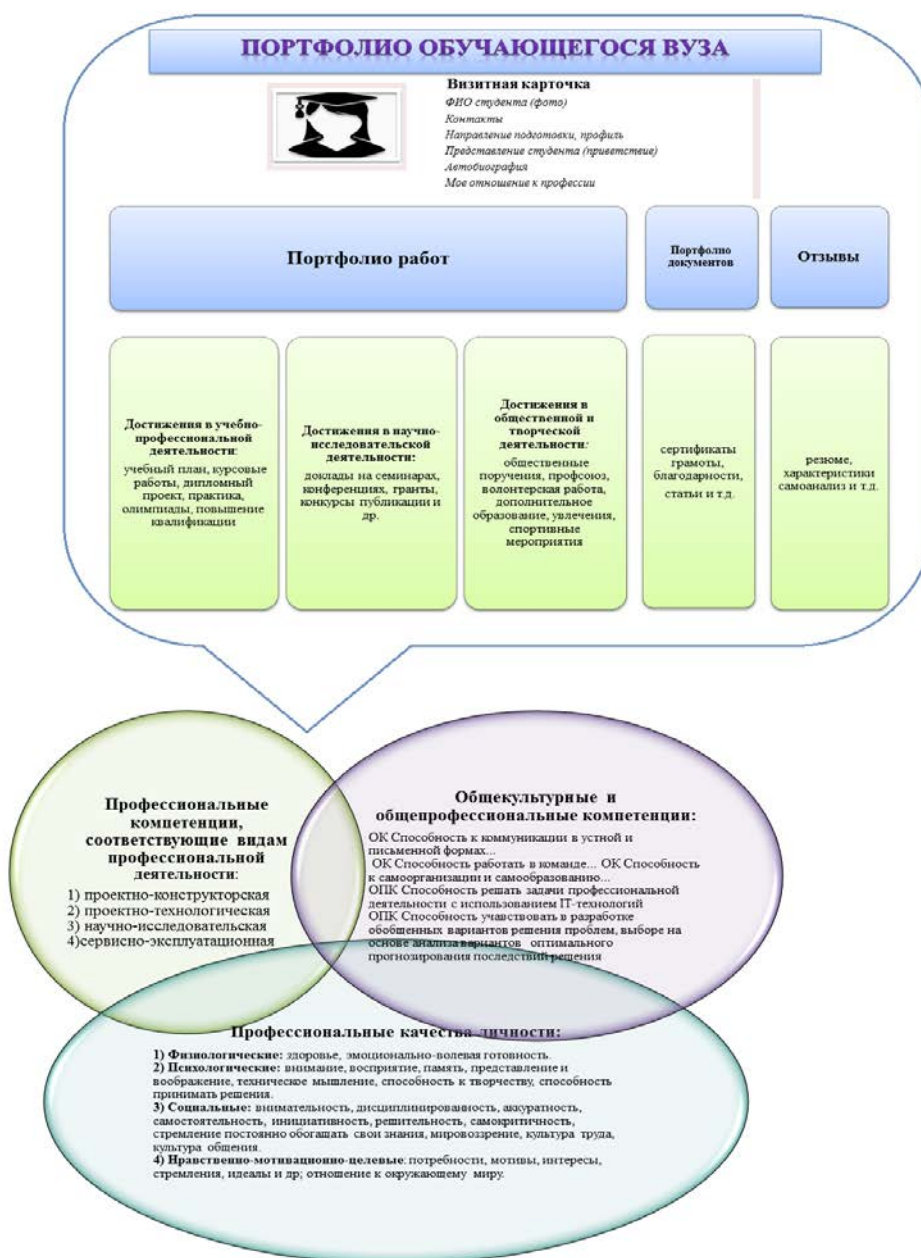 ПОРТФОЛИО ОБУЧАЮЩЕГОСЯ ВУЗА
Визитная карточка
ФИО студента (фото)
Контакты
Направление подготовки, профиль
Представление студента (приветствие)
Автобиография
Мое отношение к профессии
Портфолио работ
Портфолио
документов
Отзывы
Достижения в учебно-
профессиональной
деятельности:
учебный план, курсовые
работы, дипломный
проект, практика,
олимпиады, повышение
квалификации
Достижения в научно-
исследовательской
деятельности:
доклады на семинарах,
конференциях, гранты,
конкурсы публикации и
др.
Достижения в
общественной и
творческой
деятельности:
общественные
поручения, профсоюз,
волонтерская работа,
дополнительное
образование, увлечения,
спортивные
мероприятия
сертификаты
грамоты,
благодарности,
статьи и т.д.
резюме,
характеристики
самоанализ и т.д.
Профессиональные
компетенции,
соответствующие видам
профессиональной
деятельности:
1) проектно-конструкторская
2) проектно-технологическая
3) научно-исследовательская
4)сервисно-эксплуатационная
Общекультурные и
общепрофессиональные компетенции:
ОК Способность к коммуникации в устной и
письменной формах...
ОК Способность работать в команде... ОК Способность
к самоорганизации и самообразованию...
ОПК Способность решать задачи профессиональной
деятельности с использованием IT-технологий
ОПК Способность учавствовать в разработке
обобщенных вариантов решения проблем, выборе на
основе анализа вариантов оптимального
прогнозирования последствий решения
Профессиональные качества личности:
1) Физиологические: здоровье, эмоционально-волевая готовность.
2) Психологические: внимание, восприятие, память, представление и
воображение, техническое мышление, способность к творчеству, способность
принимать решения.
3) Социальные: внимательность, дисциплинированность, аккуратность,
самостоятельность, инициативность, решительность, самокритичность,
стремление постоянно обогащать свои знания, мировоззрение, культура труда,
культура общения.
4) Нравственно-мотивационно-целевые: потребности, мотивы, интересы,
стремления, идеалы и др; отношение к окружающему миру.